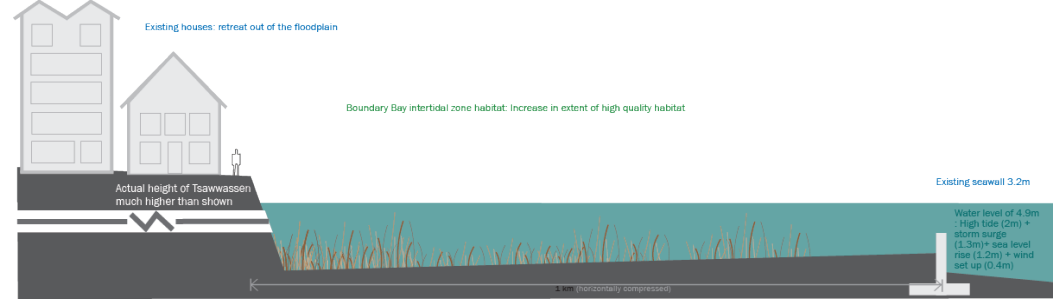 Existing houses: retreat out of the floodplain
Boundary Bay intertidal zone habitat: Increase in extent of high quality habitat
Actual height of Tsawwassen
much higher than shown
Existing seawall 3.2m
Water level of 4.9m
: High tide (2m) +
storm surge
(1.3m)+ sea level
rise (1.2m) + wind
set up (0.4m)
1 km (horizontally compressed)